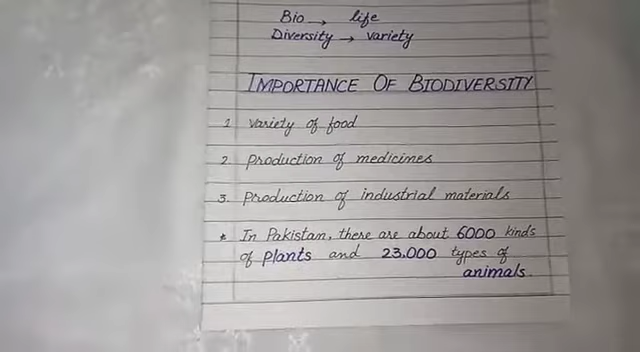 Bio → life
Diversity → variety
IMPORTANCE OF BIODIVERSITY
1. Variety of food
2. Production of medicines
3. Production of industrial materials
* In Pakistan, there are about 6000 kinds
of plants and 23,000 types of
animals.